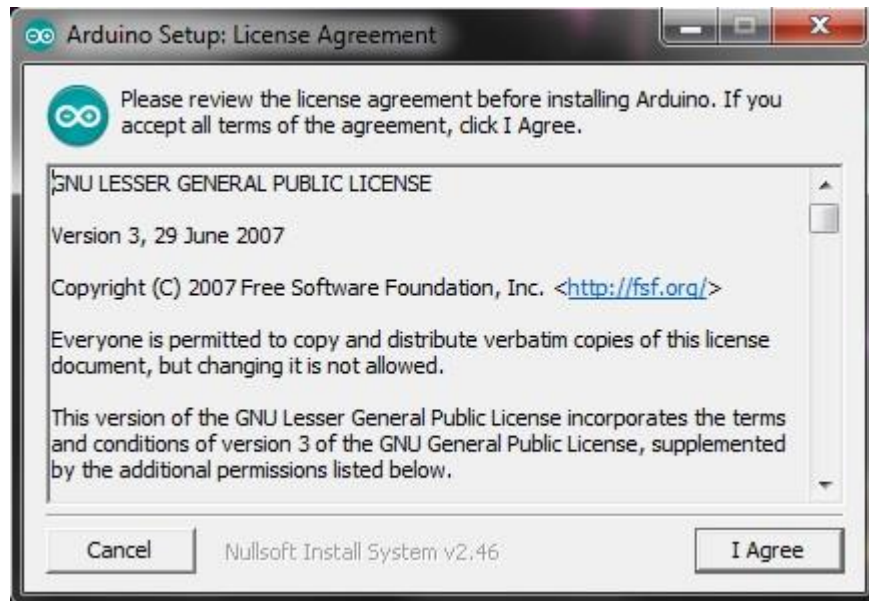 Arduino Setup: License Agreement
Please review the license agreement before installing Arduino. If you
accept all terms of the agreement, click I Agree.
GNU LESSER GENERAL PUBLIC LICENSE
Version 3, 29 June 2007
Copyright (C) 2007 Free Software Foundation, Inc. <http://fsf.org/>
Everyone is permitted to copy and distribute verbatim copies of this license
document, but changing it is not allowed.
This version of the GNU Lesser General Public License incorporates the terms
and conditions of version 3 of the GNU General Public License, supplemented
by the additional permissions listed below.
Cancel
Nullsoft Install System v2.46
I Agree